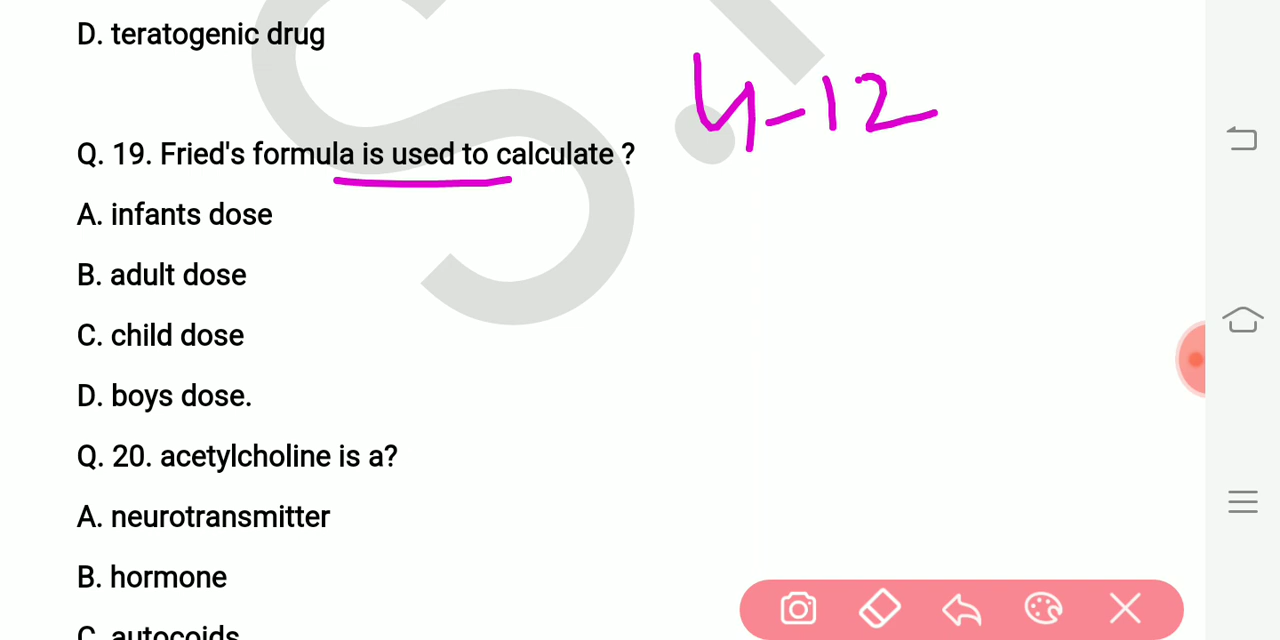 D. teratogenic drug
4-12
Q. 19. Fried's formula is used to calculate ?
A. infants dose
B. adult dose
C. child dose
D. boys dose.
Q. 20. acetylcholine is a?
A. neurotransmitter
B. hormone
C. autocoids